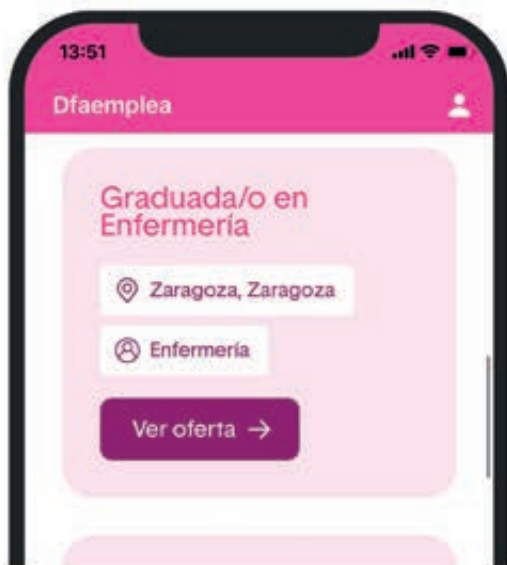 13:51
Dfaemplea
Graduada/o en
Enfermería
Zaragoza, Zaragoza
Enfermería
Ver oferta →